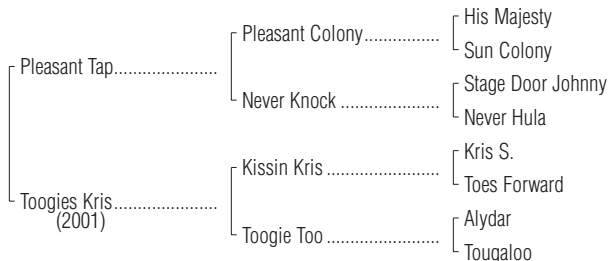 His Majesty
Pleasant Colony................
Sun Colony
Pleasant Tap......................
Stage Door Johnny
Never Knock .....................
Never Hula
Kris S.
Kissin Kris ........................
Toes Forward
Toogies Kris......................
(2001)
Alydar
Toogie Too ........................
Tougaloo